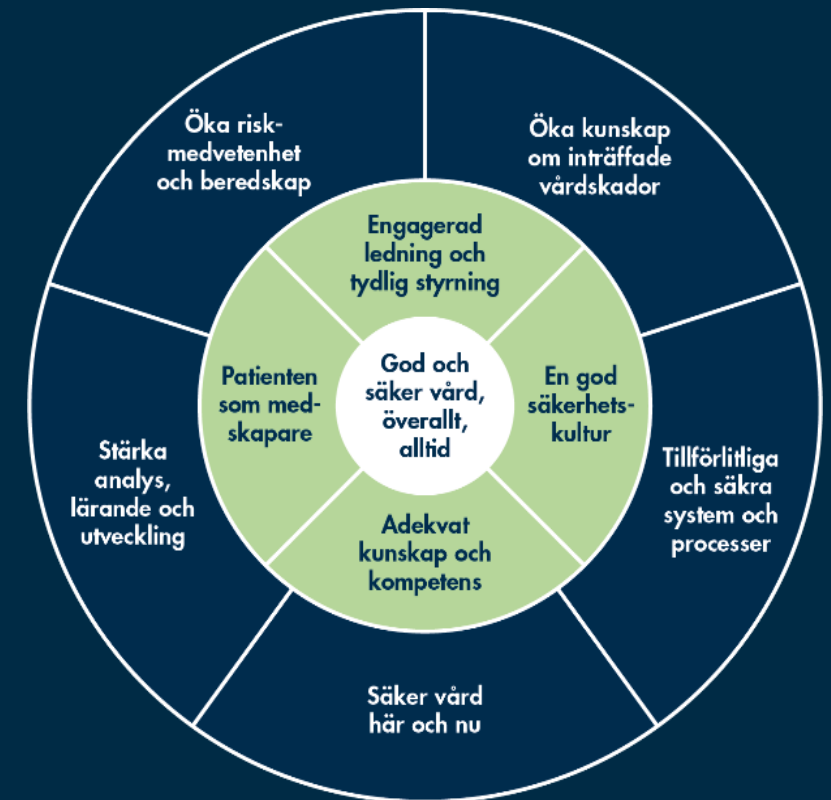 Öka risk-
medvetenhet
och beredskap
Öka kunskap
om inträffade
vårdskador
Engagerad
ledning och
tydlig styrning
Patienten
som med-
skapare
God och
säker vård,
överallt,
alltid
En god
säkerhets-
kultur
Stärka
analys,
lärande och
utveckling
Tillförlitliga
och säkra
system och
processer
Adekvat
kunskap och
kompetens
Säker vård
här och nu